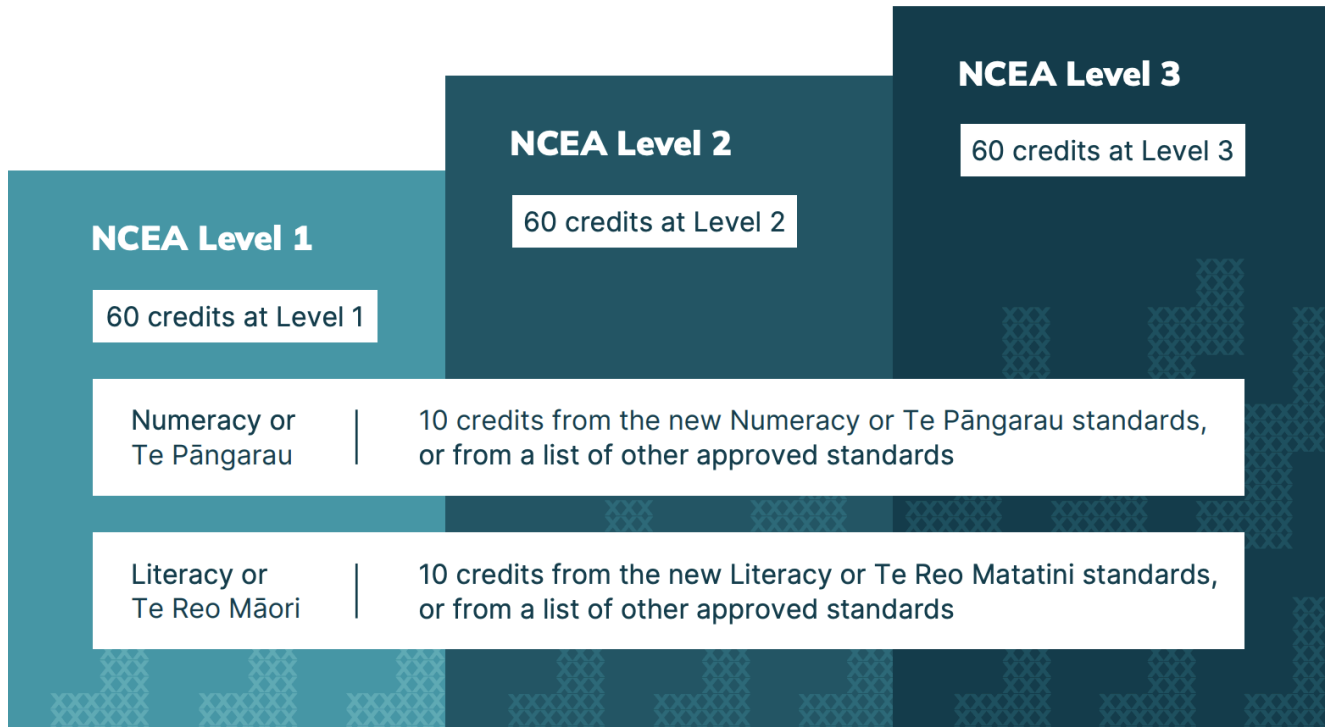 NCEA Level 1
60 credits at Level 1
NCEA Level 2
60 credits at Level 2
NCEA Level 3
60 credits at Level 3
Numeracy or
Te Pāngarau
10 credits from the new Numeracy or Te Pāngarau standards,
or from a list of other approved standards
Literacy or
Te Reo Māori
10 credits from the new Literacy or Te Reo Matatini standards,
or from a list of other approved standards